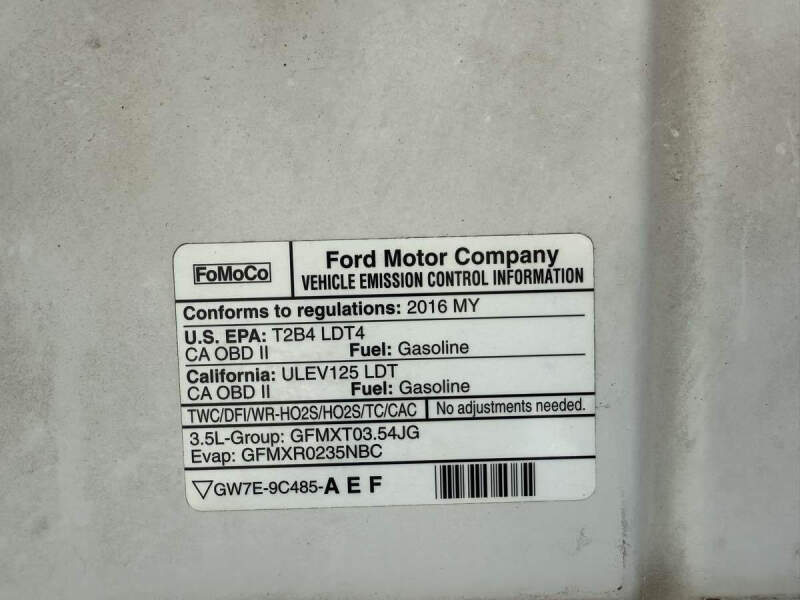 FoMoCo
Ford Motor Company
VEHICLE EMISSION CONTROL INFORMATION
Conforms to regulations: 2016 MY
U.S. EPA: T2B4 LDT4
CA OBD II Fuel: Gasoline
California: ULEV125 LDT
CA OBD II Fuel: Gasoline
TWC/DFI/WR-HO2S/HO2S/TC/CAC No adjustments needed.
3.5L-Group: GFMXT03.54JG
Evap: GFMXR0235NBC
GW7E-9C485-A E F